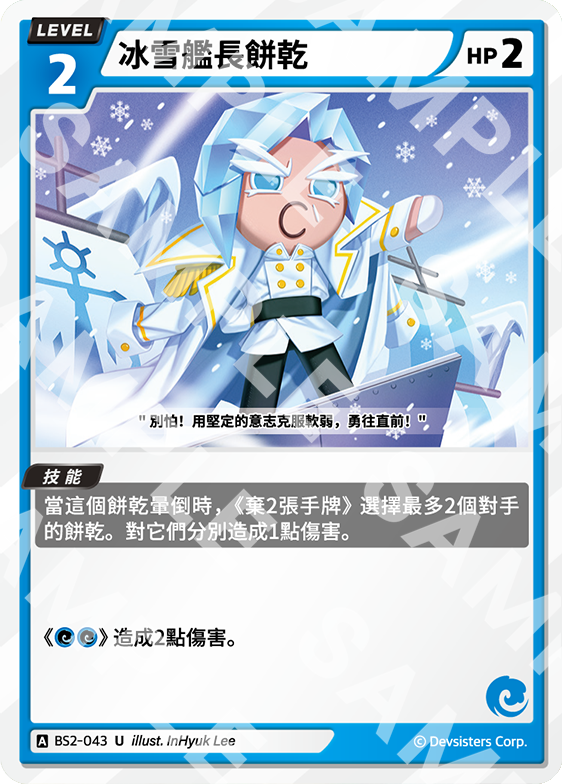 LEVEL
2
冰雪艦長餅乾
HP 2
" 別怕！用堅定的意志克服軟弱，勇往直前！"
技能
當這個餅乾暈倒時，《棄2張手牌》選擇最多2個對手
的餅乾。對它們分別造成1點傷害。
《》造成2點傷害。
A BS2-043 U illust. InHyuk Lee
© Devsisters Corp.
SAMPLE